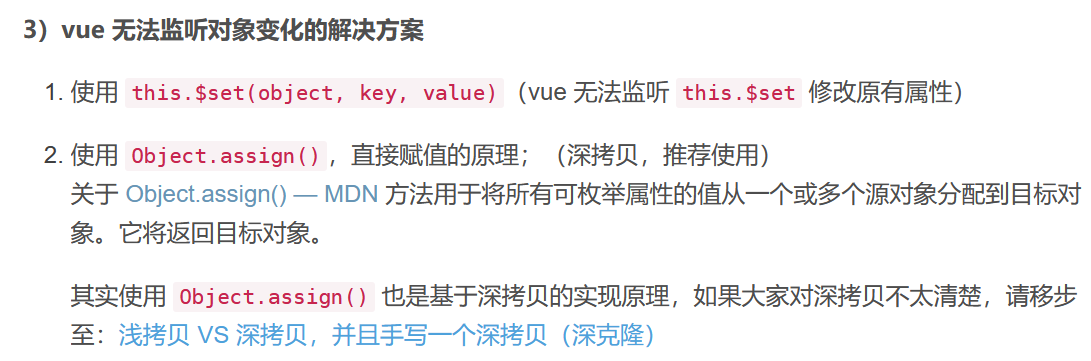 3）vue 无法监听对象变化的解决方案
1. 使用 this.$set(object, key, value)（vue 无法监听 this.$set 修改原有属性）
2. 使用 Object.assign()，直接赋值的原理；（深拷贝，推荐使用）
关于 Object.assign() — MDN 方法用于将所有可枚举属性的值从一个或多个源对象分配到目标对
象。它将返回目标对象。
其实使用 Object.assign() 也是基于深拷贝的实现原理，如果大家对深拷贝不太清楚，请移步
至：浅拷贝 VS 深拷贝，并且手写一个深拷贝（深克隆）